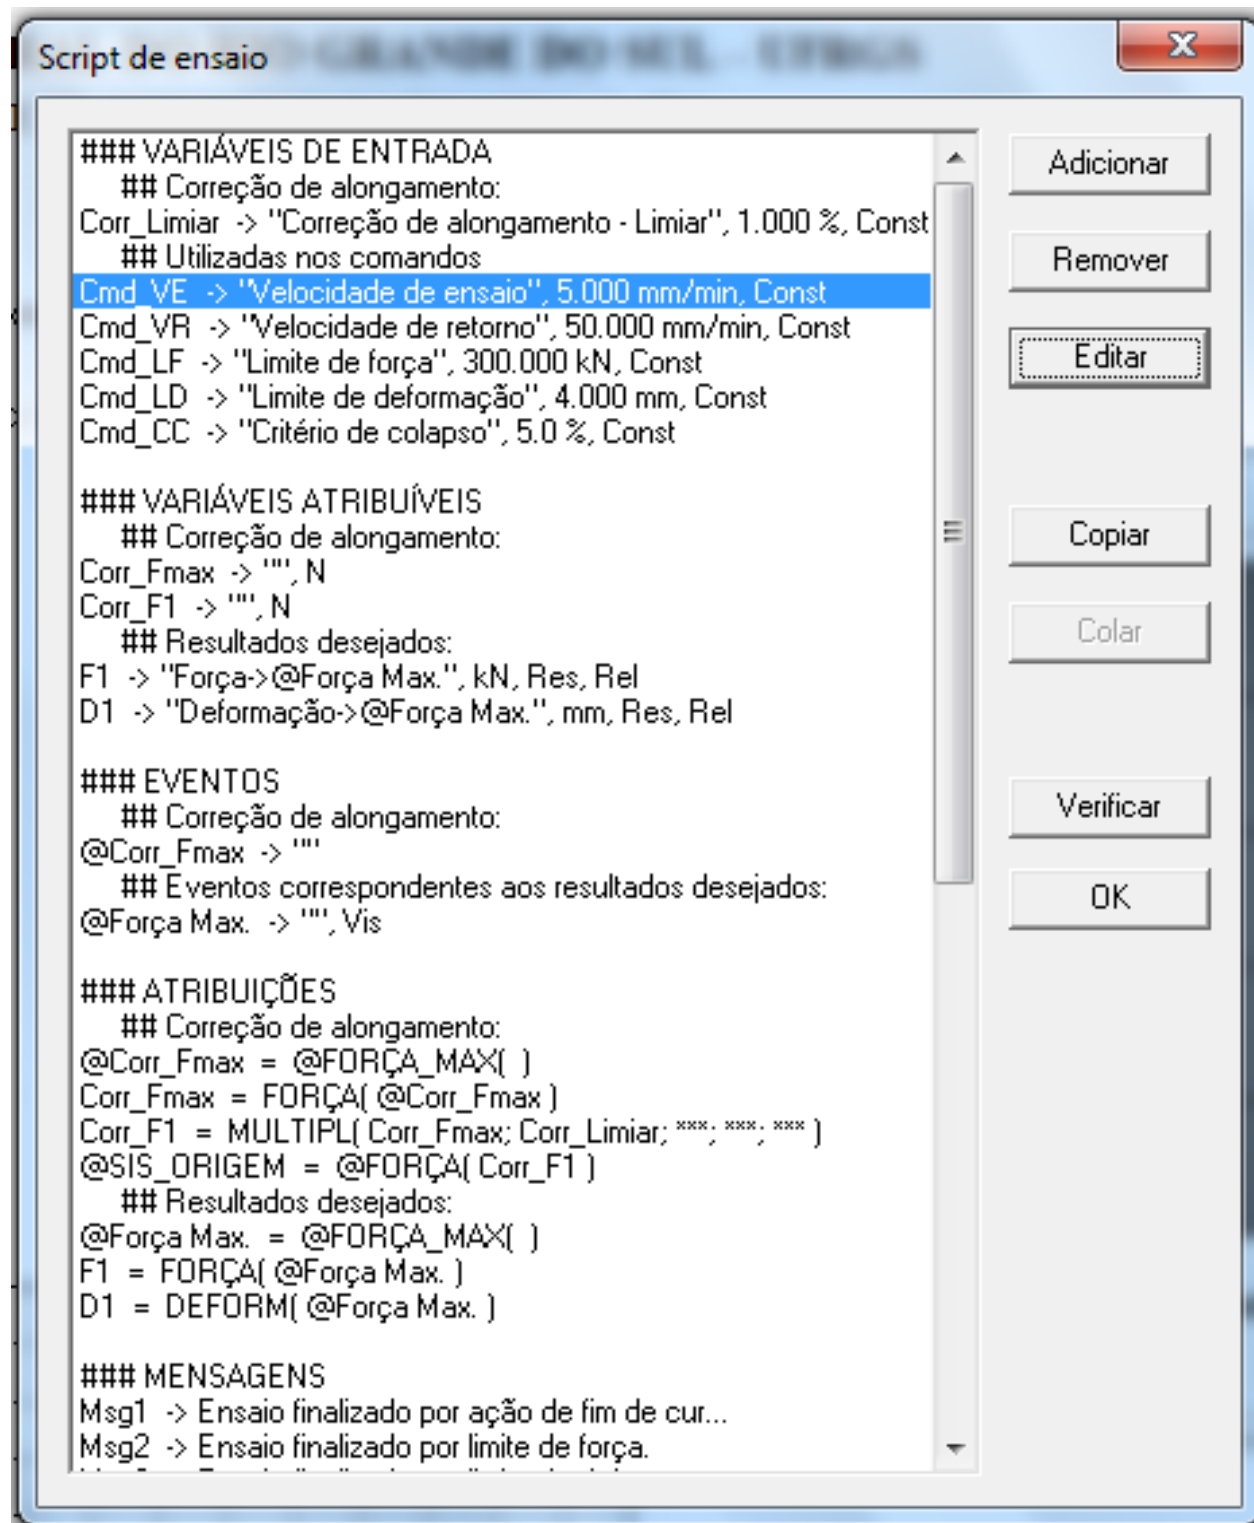 Script de ensaio
### VARIÁVEIS DE ENTRADA
## Correção de alongamento:
Corr_Limiar -> "Correção de alongamento - Limiar", 1.000 %, Const
## Utilizadas nos comandos
Cmd_VE -> "Velocidade de ensaio", 5.000 mm/min, Const
Cmd_VR -> "Velocidade de retorno", 50.000 mm/min, Const
Cmd_LF -> "Limite de força", 300.000 kN, Const
Cmd_LD -> "Limite de deformação", 4.000 mm, Const
Cmd_CC -> "Critério de colapso", 5.0 %, Const
### VARIÁVEIS ATRIBUÍVEIS
## Correção de alongamento:
Corr_Fmax -> "", N
Corr_F1 -> "", N
## Resultados desejados:
F1 -> "Força->@Força Max.", kN, Res, Rel
D1 -> "Deformação->@Força Max.", mm, Res, Rel
### EVENTOS
## Correção de alongamento:
@Corr_Fmax -> ""
## Eventos correspondentes aos resultados desejados:
@Força Max. -> "", Vis
### ATRIBUIÇÕES
## Correção de alongamento:
@Corr_Fmax = @FORÇA_MAX( )
Corr_Fmax = FORÇA( @Corr_Fmax )
Corr_F1 = MULTIPL( Corr_Fmax; Corr_Limiar; ***; ***; *** )
@SIS_ORIGEM = @FORÇA( Corr_F1 )
## Resultados desejados:
@Força Max. = @FORÇA_MAX( )
F1 = FORÇA( @Força Max. )
D1 = DEFORM( @Força Max. )
### MENSAGENS
Msg1 -> Ensaio finalizado por ação de fim de cur...
Msg2 -> Ensaio finalizado por limite de força.
Adicionar
Remover
Editar
Copiar
Colar
Verificar
OK